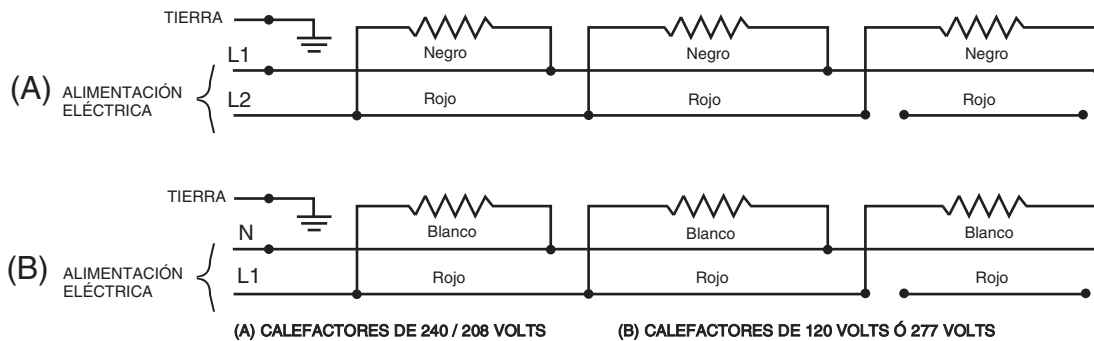 TIERRA
L1
Negro
Negro
Negro
(A)
ALIMENTACIÓN
ELÉCTRICA
L2
Rojo
Rojo
Rojo
TIERRA
N
Blanco
Blanco
Blanco
(B)
ALIMENTACIÓN
ELÉCTRICA
L1
Rojo
Rojo
Rojo
(A) CALEFACTORES DE 240 / 208 VOLTS
(B) CALEFACTORES DE 120 VOLTS Ó 277 VOLTS